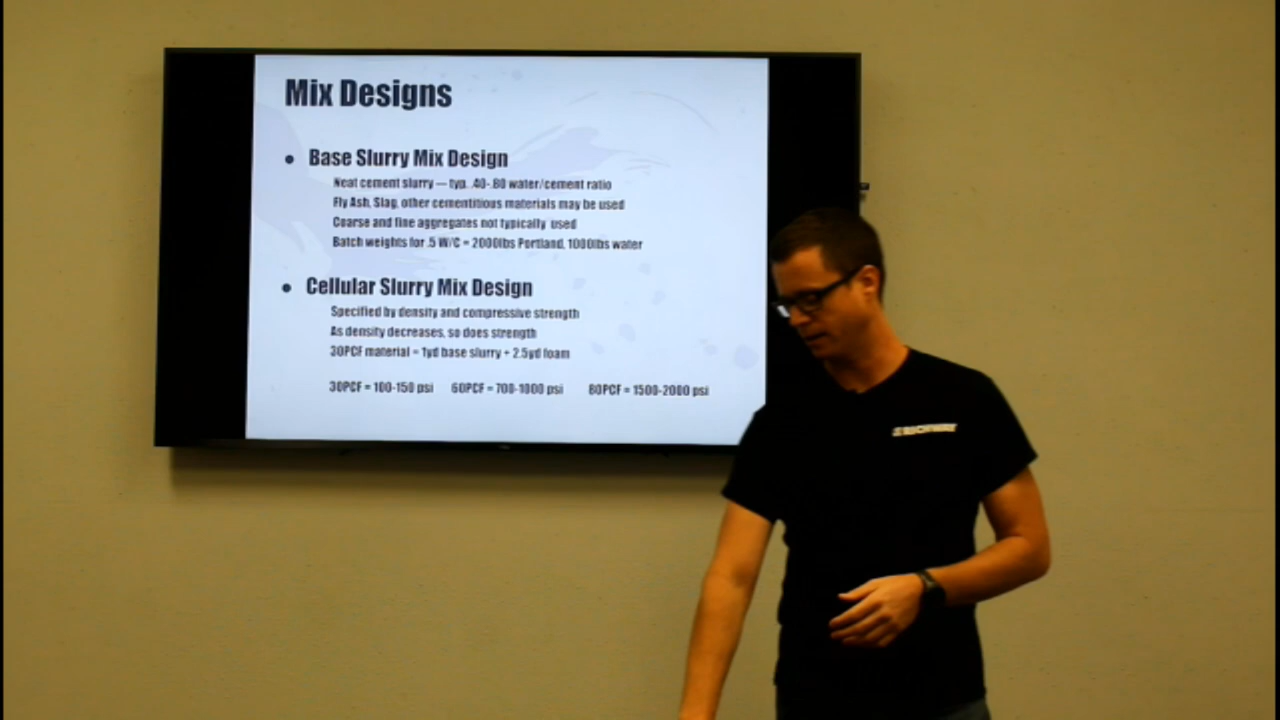 Mix Designs
• Base Slurry Mix Design
Neat cement slurry — typ. .40-.80 water/cement ratio
Fly Ash, Slag, other cementitious materials may be used
Coarse and fine aggregates not typically used
Batch weights for .5 W/C = 2000lbs Portland, 1000lbs water
• Cellular Slurry Mix Design
Specified by density and compressive strength
As density decreases, so does strength
30PCF material = 1yd base slurry + 2.5yd foam
30PCF = 100-150 psi 60PCF = 700-1000 psi 80PCF = 1500-2000 psi
RICHWAY